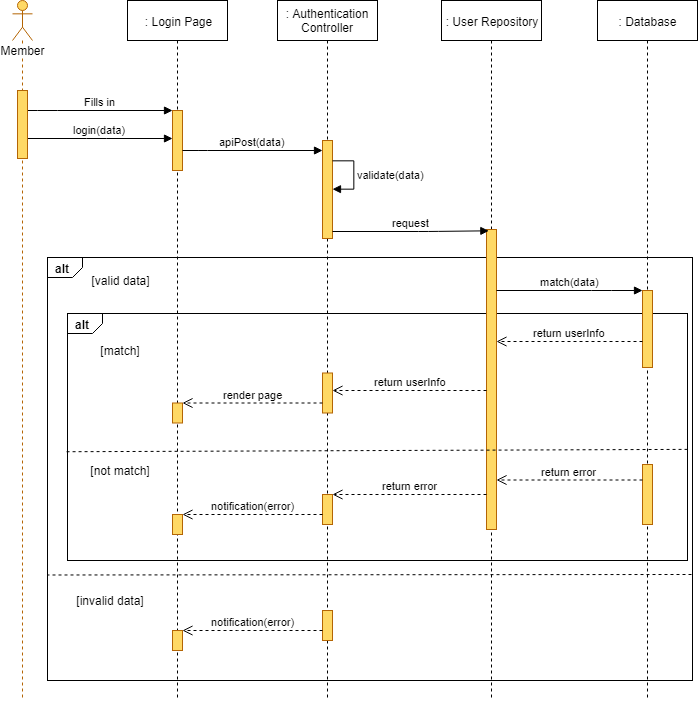 : Login Page
: Authentication
Controller
: User Repository
: Database
Member
Fills in
login(data)
apiPost(data)
validate(data)
request
alt
[valid data]
match(data)
alt
return userInfo
[match]
return userInfo
render page
[not match]
return error
return error
notification(error)
[invalid data]
notification(error)